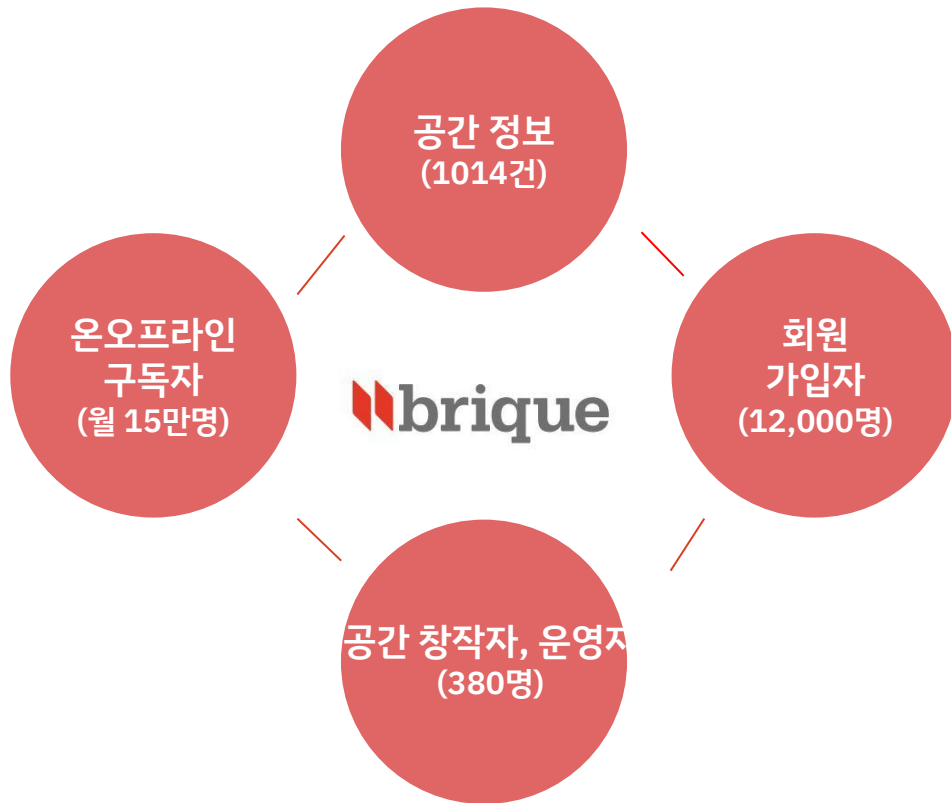 공간 정보
(1014건)
온오프라인
구독자
(월 15만명)
회원
가입자
(12,000명)
brique
공간 창작자, 운영자
(380명)